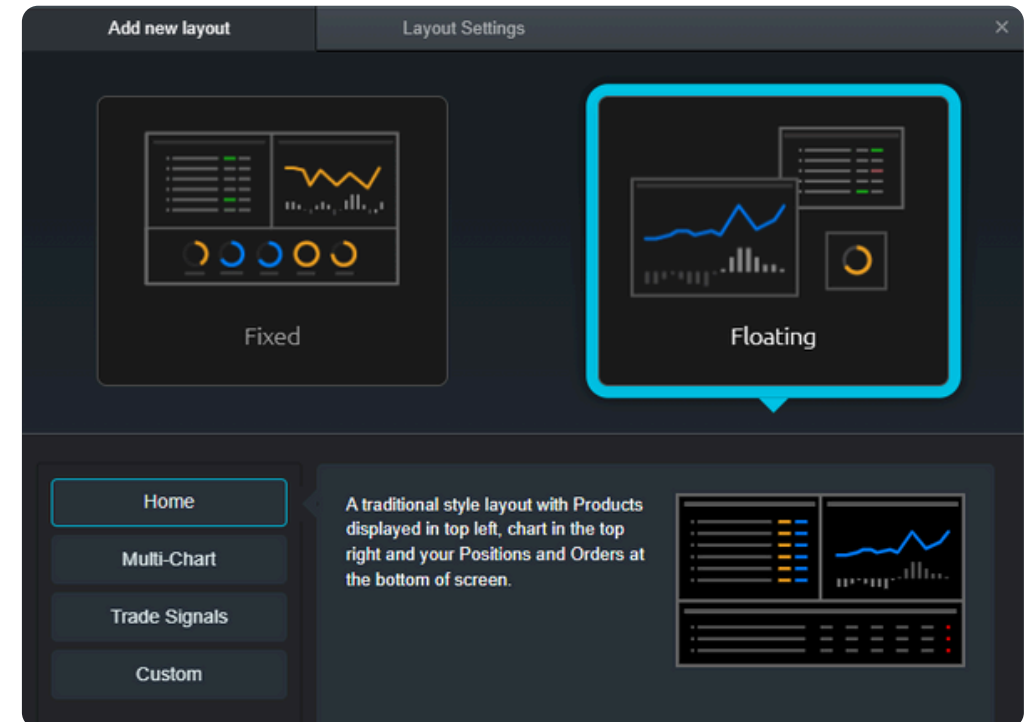 Add new layout
Layout Settings
×
Fixed
Floating
Home
Multi-Chart
Trade Signals
Custom
A traditional style layout with Products
displayed in top left, chart in the top
right and your Positions and Orders at
the bottom of screen.